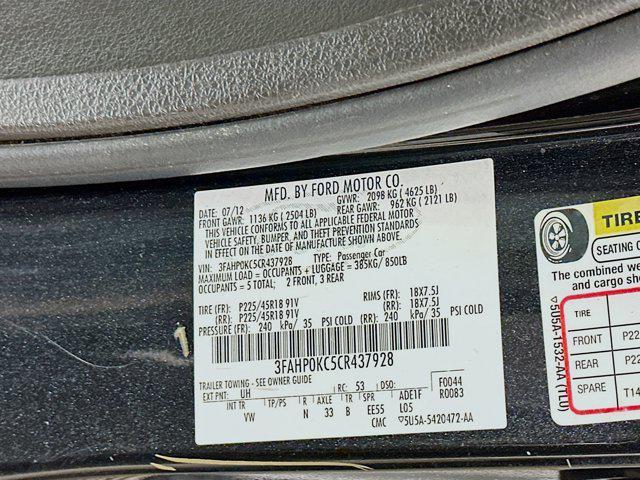 MFD. BY FORD MOTOR CO.
DATE: 07/12 GVWR: 2098 KG ( 4625 LB)
FRONT GAWR: 1136 KG ( 2504 LB) REAR GAWR: 962 KG ( 2121 LB)
THIS VEHICLE CONFORMS TO ALL APPLICABLE FEDERAL MOTOR
VEHICLE SAFETY, BUMPER, AND THEFT PREVENTION STANDARDS
IN EFFECT ON THE DATE OF MANUFACTURE SHOWN ABOVE.
VIN: 3FAHP0KC5CR437928 TYPE: Passenger Car
MAXIMUM LOAD = OCCUPANTS + LUGGAGE = 385KG/ 850LB
OCCUPANTS = 5 TOTAL: 2 FRONT, 3 REAR
TIRE: (FR): P225/45R18 91V RIMS (FR): 18X7.5J
(RR): P225/45R18 91V (RR): 18X7.5J
PRESSURE (FR): 240 kPa/ 35 PSI COLD (RR): 240 kPa/ 35 PSI COLD
3FAHP0KC5CR437928
TRAILER TOWING - SEE OWNER GUIDE
EXT PNT: UH RC: 53 DSO: F0044
INT TR TP/PS R AXLE TR SPR ADE1F R0083
VW N 33 B EE55 L05
CMC ▽5U5A-5420472-AA
TIRE
SEATING
The combined
and cargo
TIRE
FRONT P22
REAR P22
SPARE T14
▽5U5A-1532-AA (TLU)